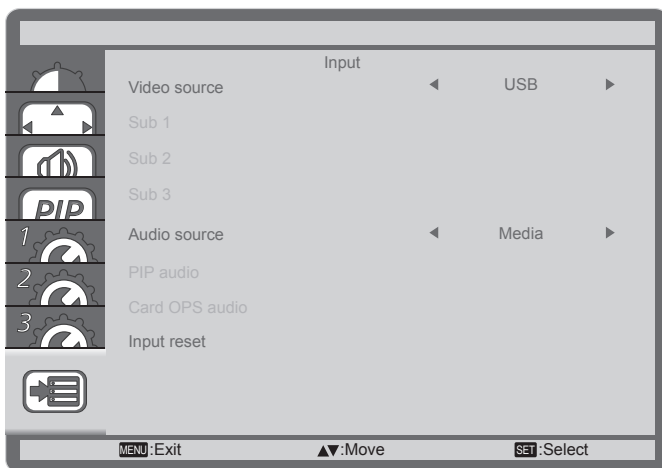 Input
Video source ◀ USB ▶
Sub 1
Sub 2
Sub 3
Audio source ◀ Media ▶
PIP audio
Card OPS audio
Input reset
PIP
1
2
3
MENU:Exit ▲▼:Move SET:Select